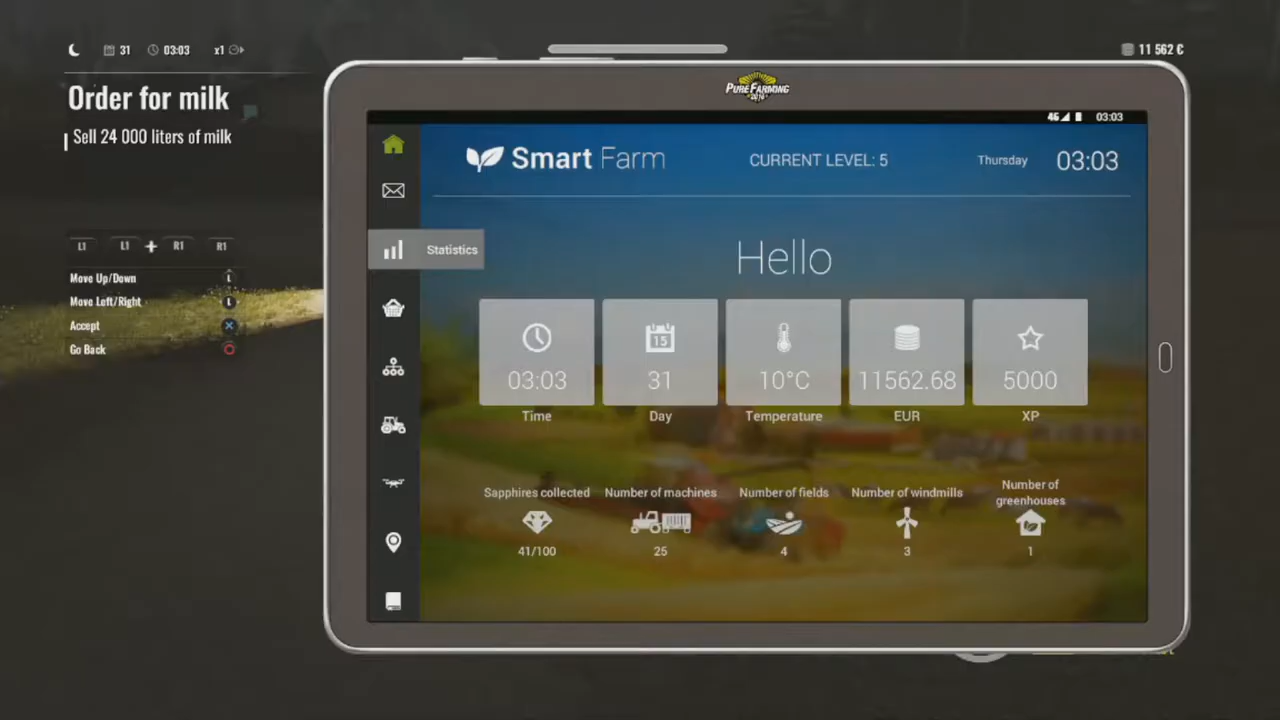 31 03:03 x1
11 562 €
Order for milk
Sell 24 000 liters of milk
L1 L1 + R1 R1
Move Up/Down L
Move Left/Right L
Accept
Go Back
PURE FARMING
2018
4G 03:03
Smart Farm
CURRENT LEVEL: 5
Thursday 03:03
Statistics
Hello
15
03:03 31 10°C 11562.68 5000
Time Day Temperature EUR XP
Sapphires collected Number of machines Number of fields Number of windmills Number of
greenhouses
41/100 25 4 3 1